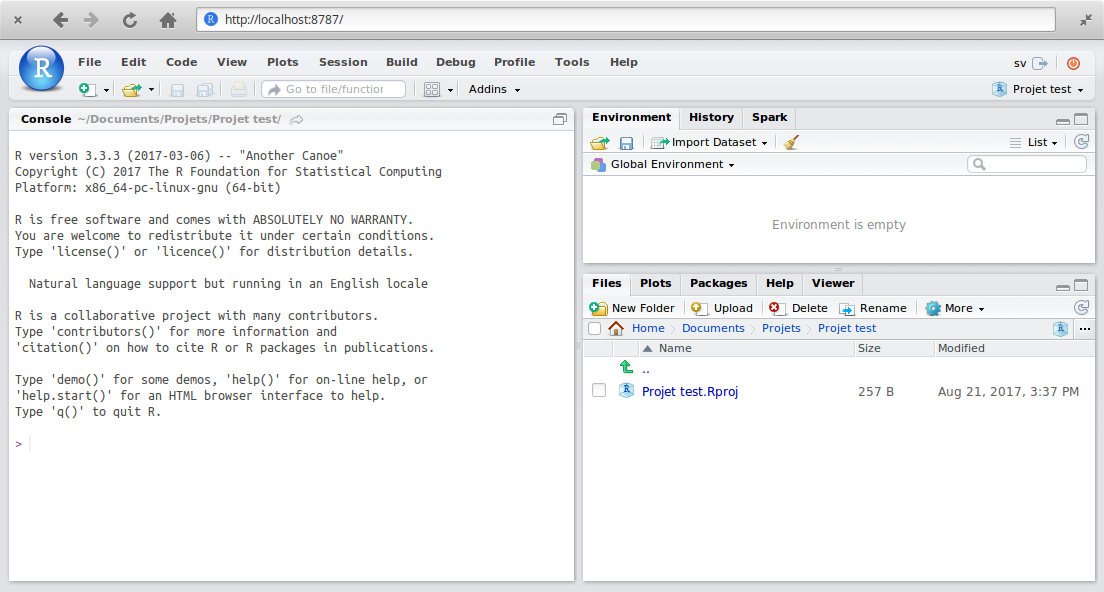 http://localhost:8787/
File Edit Code View Plots Session Build Debug Profile Tools Help
sv
Go to file/function
Addins
Projet test
Console ~/Documents/Projets/Projet test/
R version 3.3.3 (2017-03-06) -- "Another Canoe"
Copyright (C) 2017 The R Foundation for Statistical Computing
Platform: x86_64-pc-linux-gnu (64-bit)
R is free software and comes with ABSOLUTELY NO WARRANTY.
You are welcome to redistribute it under certain conditions.
Type 'license()' or 'licence()' for distribution details.
Natural language support but running in an English locale
R is a collaborative project with many contributors.
Type 'contributors()' for more information and
'citation()' on how to cite R or R packages in publications.
Type 'demo()' for some demos, 'help()' for on-line help, or
'help.start()' for an HTML browser interface to help.
Type 'q()' to quit R.
>
Environment History Spark
Import Dataset List
Global Environment
Environment is empty
Files Plots Packages Help Viewer
New Folder Upload Delete Rename More
Home Documents Projets Projet test ...
Name Size Modified
..
Projet test.Rproj 257 B Aug 21, 2017, 3:37 PM